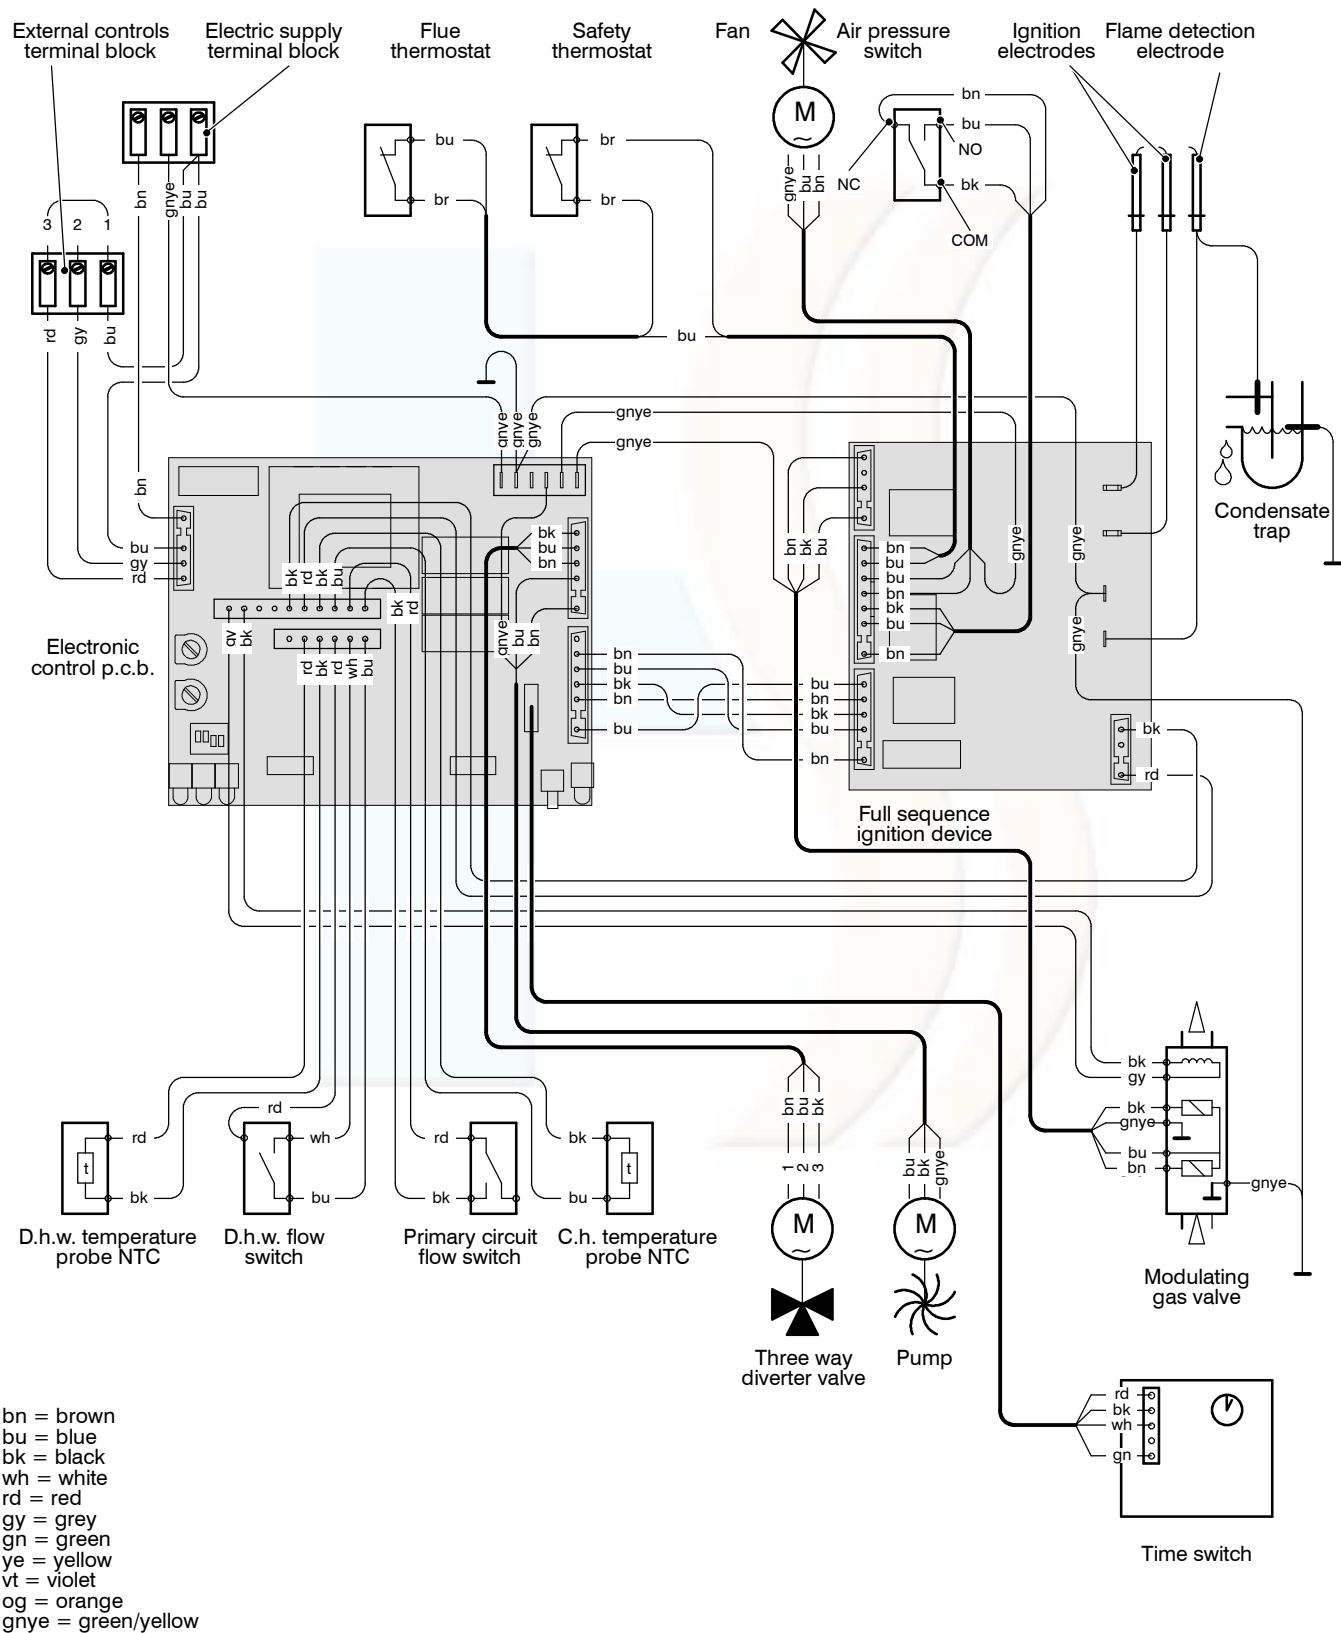 External controls
terminal block
Electric supply
terminal block
Flue
thermostat
Safety
thermostat
Fan
Air pressure
switch
Ignition
electrodes
Flame detection
electrode
M
bn
bu
NO
NC
bk
COM
bu
br
br
br
gnye
bu
bn
bn
gnye
bu
bu
3
2
1
rd
gy
bu
bu
gnye
gnye
gnye
gnye
gnye
bn
bu
gy
rd
bk
rd
bk
bu
bk
rd
bk
bu
bn
gnye
bu
bn
bk
rd
bk
rd
wh
bu
Electronic
control p.c.b.
bn
bu
bk
bn
bu
bn
bk
bu
bn
bu
bu
bn
bk
bu
bn
gnye
gnye
gnye
bu
bn
bk
bu
bn
bk
rd
Condensate
trap
Full sequence
ignition device
bk
gy
bk
gnye
bu
bn
gnye
Modulating
gas valve
rd
bk
t
D.h.w. temperature
probe NTC
rd
wh
bu
D.h.w. flow
switch
rd
bk
Primary circuit
flow switch
bk
bu
t
C.h. temperature
probe NTC
bn
bu
bk
1
2
3
M
Three way
diverter valve
bu
bk
gnye
M
Pump
rd
bk
wh
gn
Time switch
bn = brown
bu = blue
bk = black
wh = white
rd = red
gy = grey
gn = green
ye = yellow
vt = violet
og = orange
gnye = green/yellow